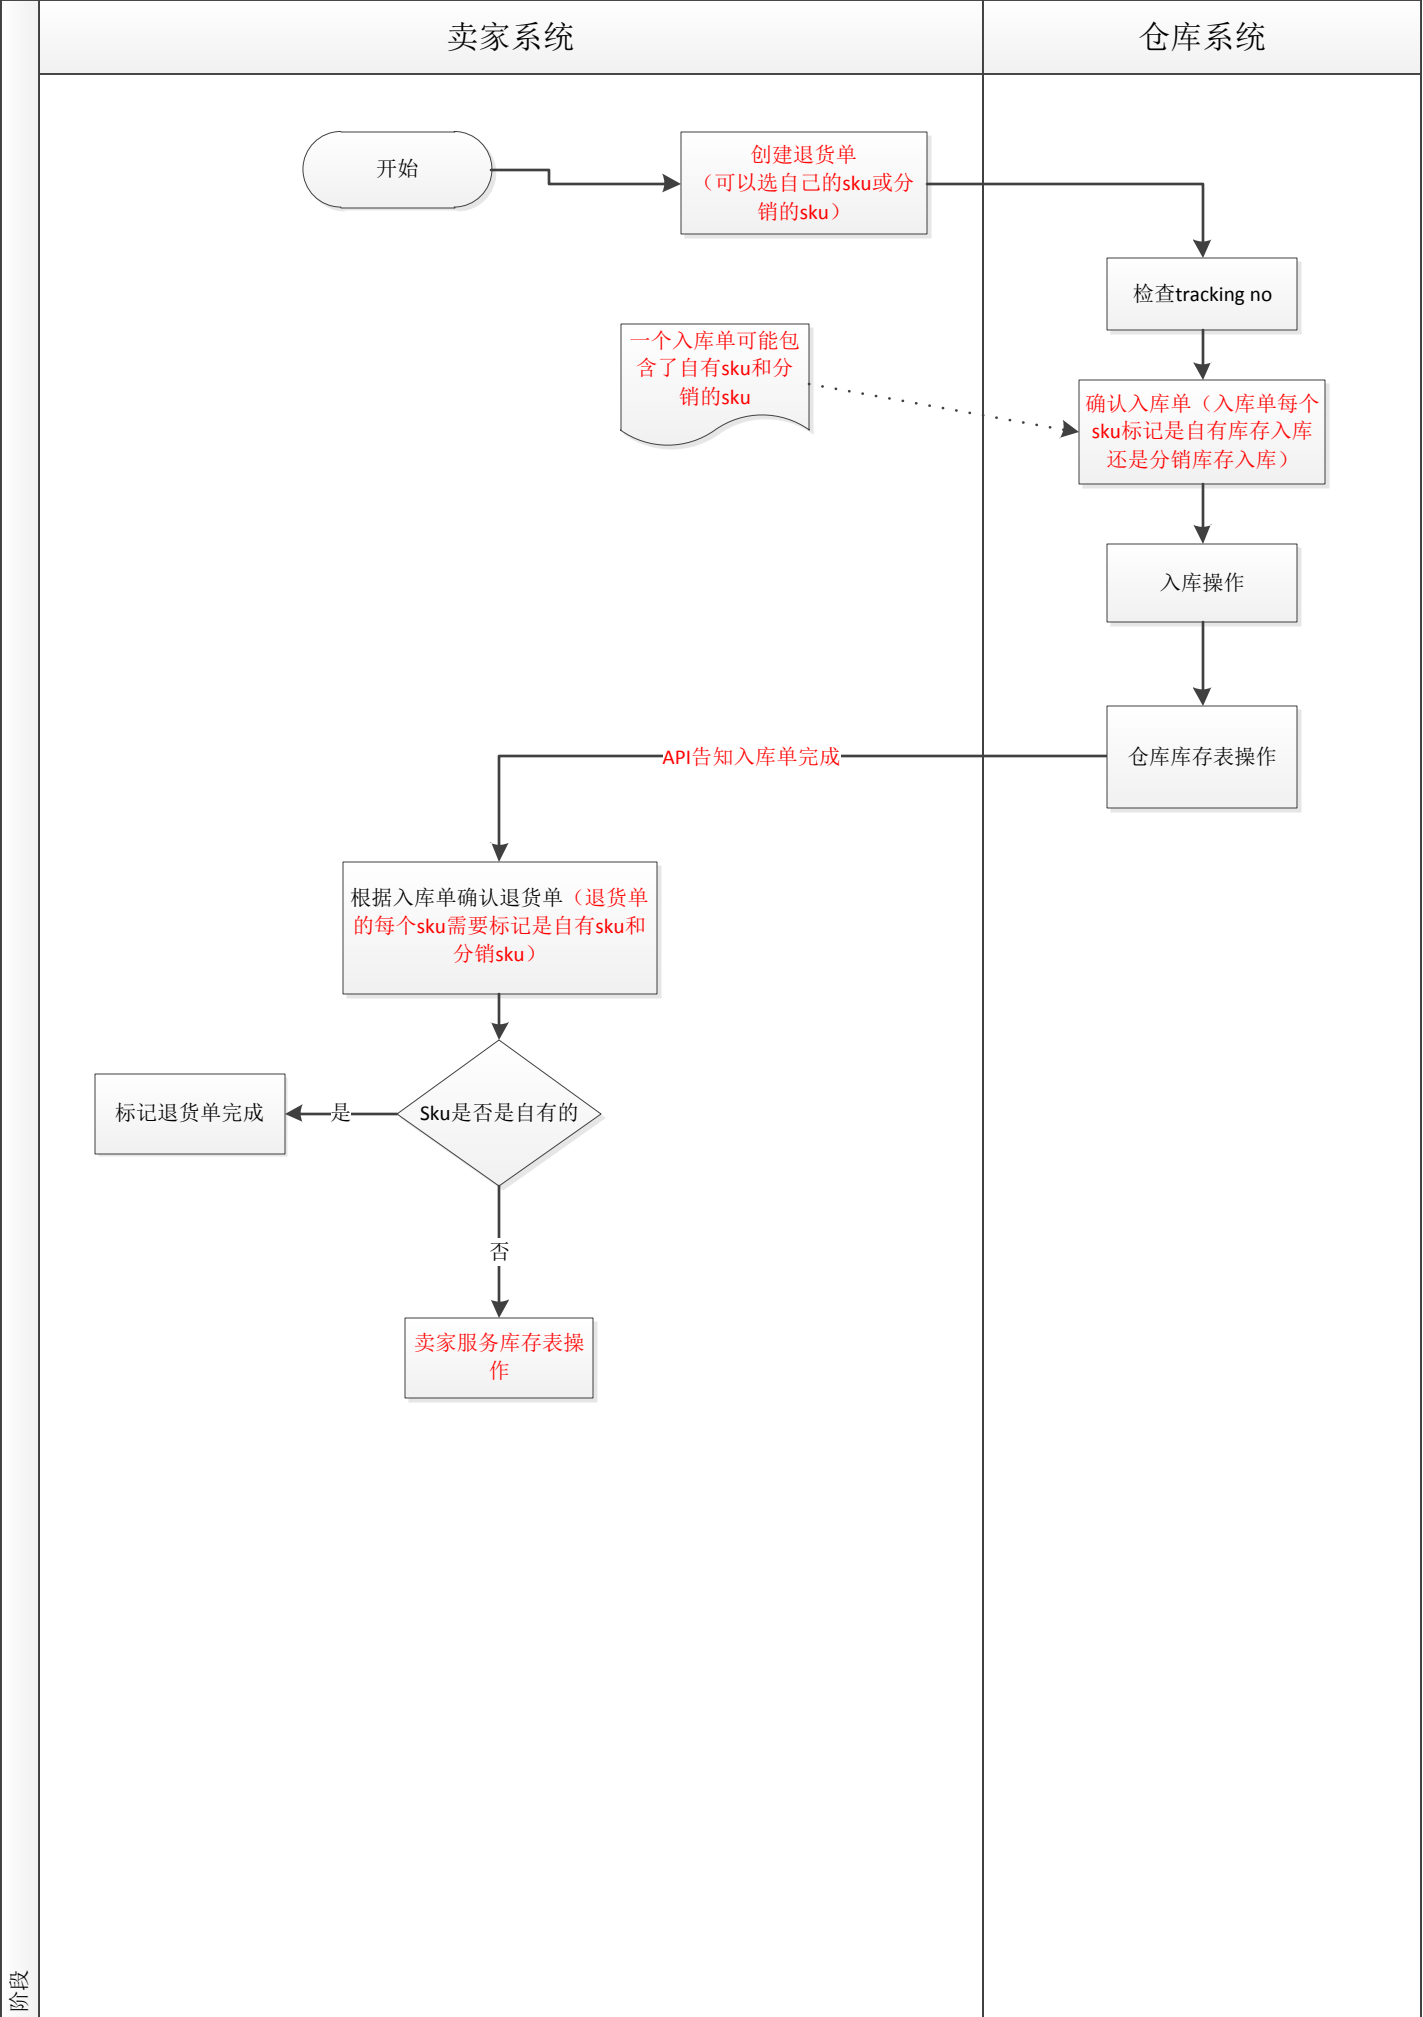 卖家系统
仓库系统
开始
创建退货单
（可以选自己的sku或分
销的sku）
检查tracking no
一个入库单可能包
含了自有sku和分
销的sku
确认入库单（入库单每个
sku标记是自有库存入库
还是分销库存入库）
入库操作
仓库库存表操作
API告知入库单完成
根据入库单确认退货单（退货单
的每个sku需要标记是自有sku和
分销sku）
Sku是否是自有的
是
标记退货单完成
否
卖家服务库存表操
作
阶段